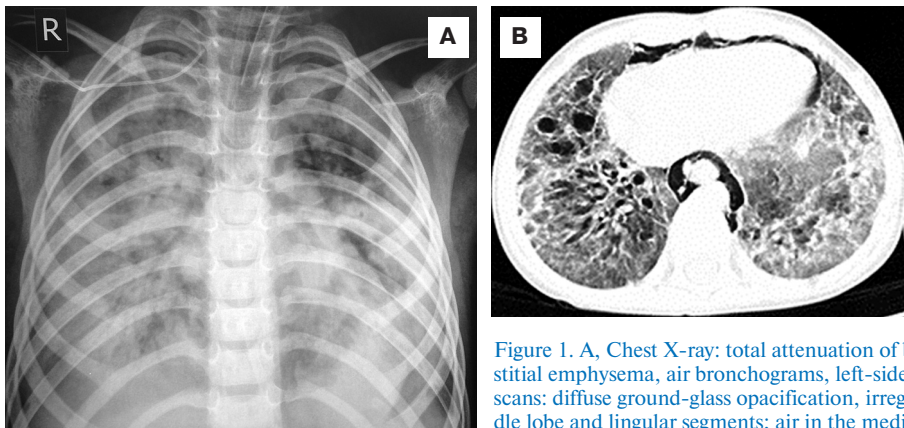 R
A
B
Figure 1. A, Chest X-ray: total attenuation of
stitial emphysema, air bronchograms, left-side
scans: diffuse ground-glass opacification, irreg
dle lobe and lingular segments; air in the medi